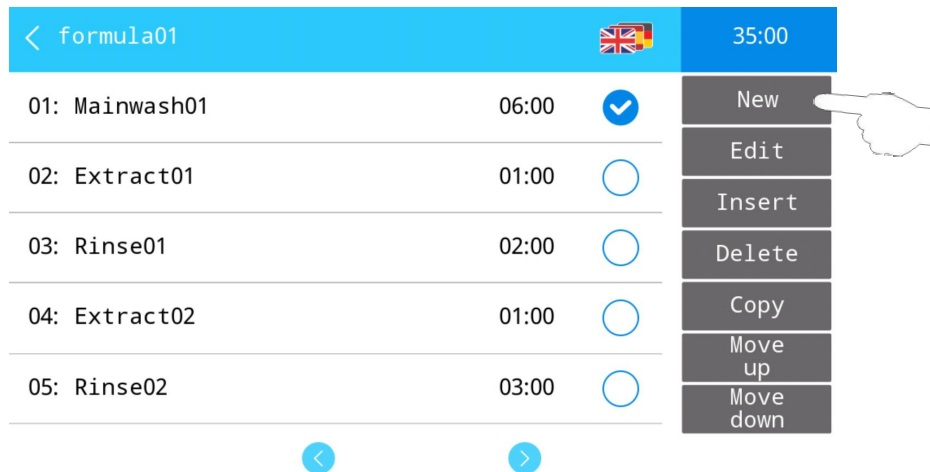 formula01
35:00
01: Mainwash01 06:00
02: Extract01 01:00
03: Rinse01 02:00
04: Extract02 01:00
05: Rinse02 03:00
New
Edit
Insert
Delete
Copy
Move
up
Move
down